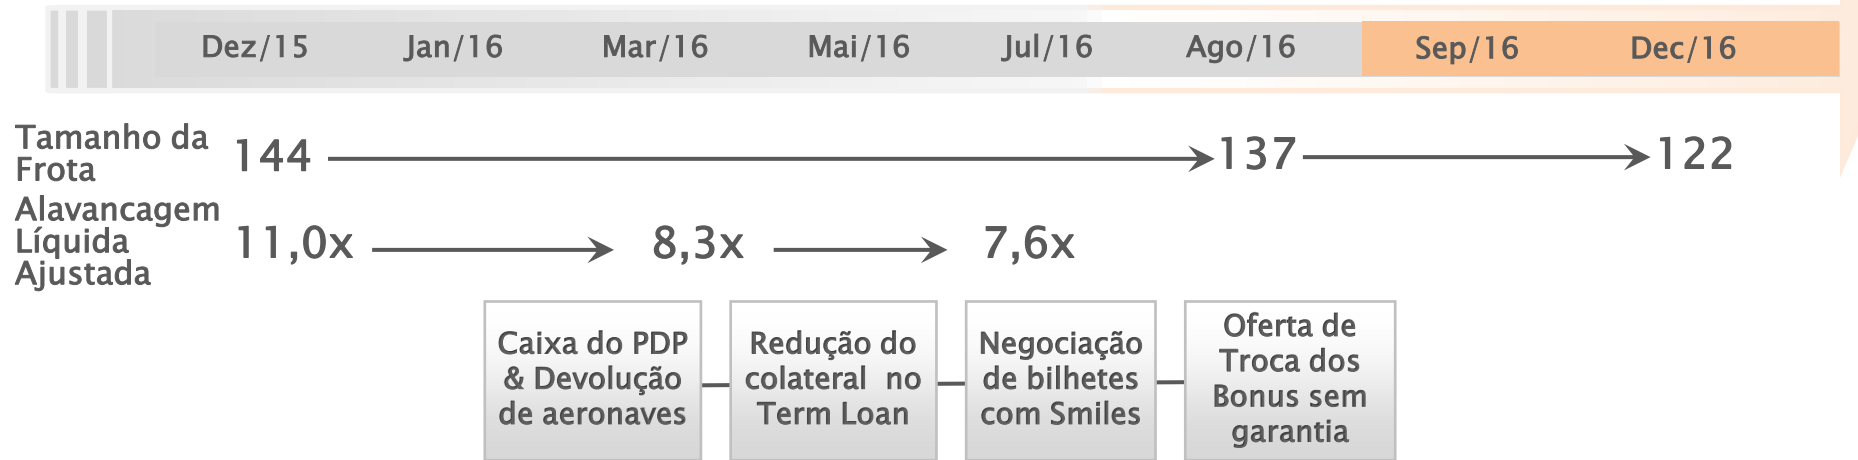 Dez/15 Jan/16 Mar/16 Mai/16 Jul/16 Ago/16 Sep/16 Dec/16
Tamanho da
Frota
144 137 122
Alavancagem
Líquida
Ajustada
11,0x 8,3x 7,6x
Caixa do PDP
& Devolução
de aeronaves
Redução do
colateral no
Term Loan
Negociação
de bilhetes
com Smiles
Oferta de
Troca dos
Bonus sem
garantia